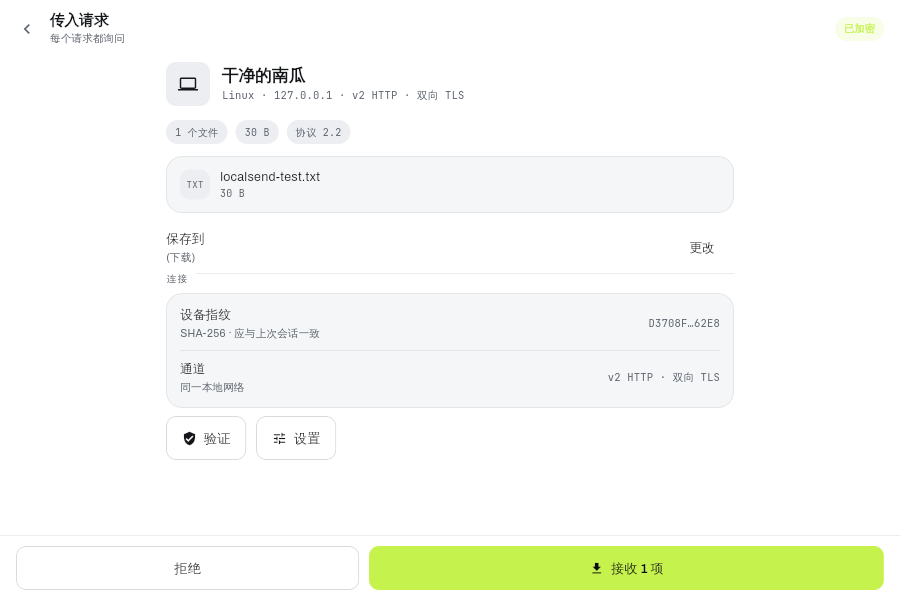 传入请求
每个请求都询问
已加密
干净的南瓜
Linux · 127.0.0.1 · v2 HTTP · 双向 TLS
1 个文件
30 B
协议 2.2
TXT
localsend-test.txt
30 B
保存到
(下载)
更改
连接
设备指纹
SHA-256 · 应与上次会话一致
D3708F…62E8
通道
同一本地网络
v2 HTTP · 双向 TLS
验证
设置
拒绝
接收 1 项